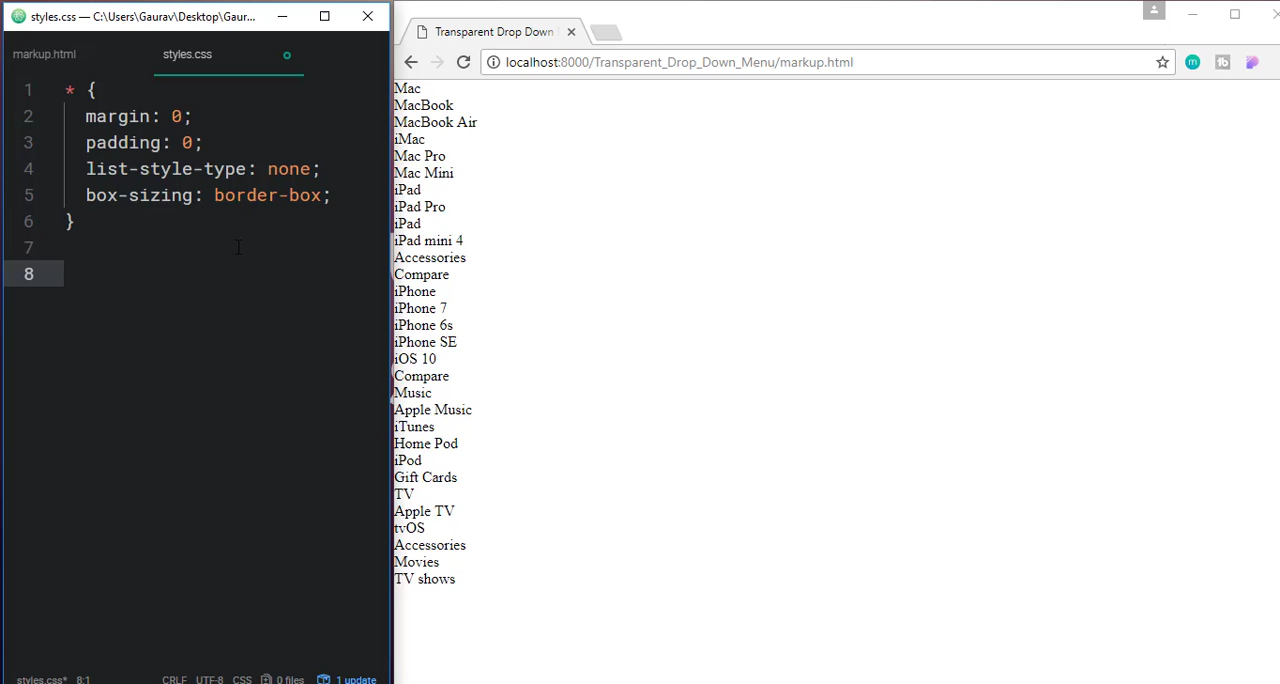 styles.css — C:\Users\Gaurav\Desktop\Gaur...
markup.html
styles.css
1 * {
2 margin: 0;
3 padding: 0;
4 list-style-type: none;
5 box-sizing: border-box;
6 }
7
8
styles.css* 8:1 CRLF UTF-8 CSS 0 files 1 update
Transparent Drop Down
localhost:8000/Transparent_Drop_Down_Menu/markup.html
Mac
MacBook
MacBook Air
iMac
Mac Pro
Mac Mini
iPad
iPad Pro
iPad
iPad mini 4
Accessories
Compare
iPhone
iPhone 7
iPhone 6s
iPhone SE
iOS 10
Compare
Music
Apple Music
iTunes
Home Pod
iPod
Gift Cards
TV
Apple TV
tvOS
Accessories
Movies
TV shows